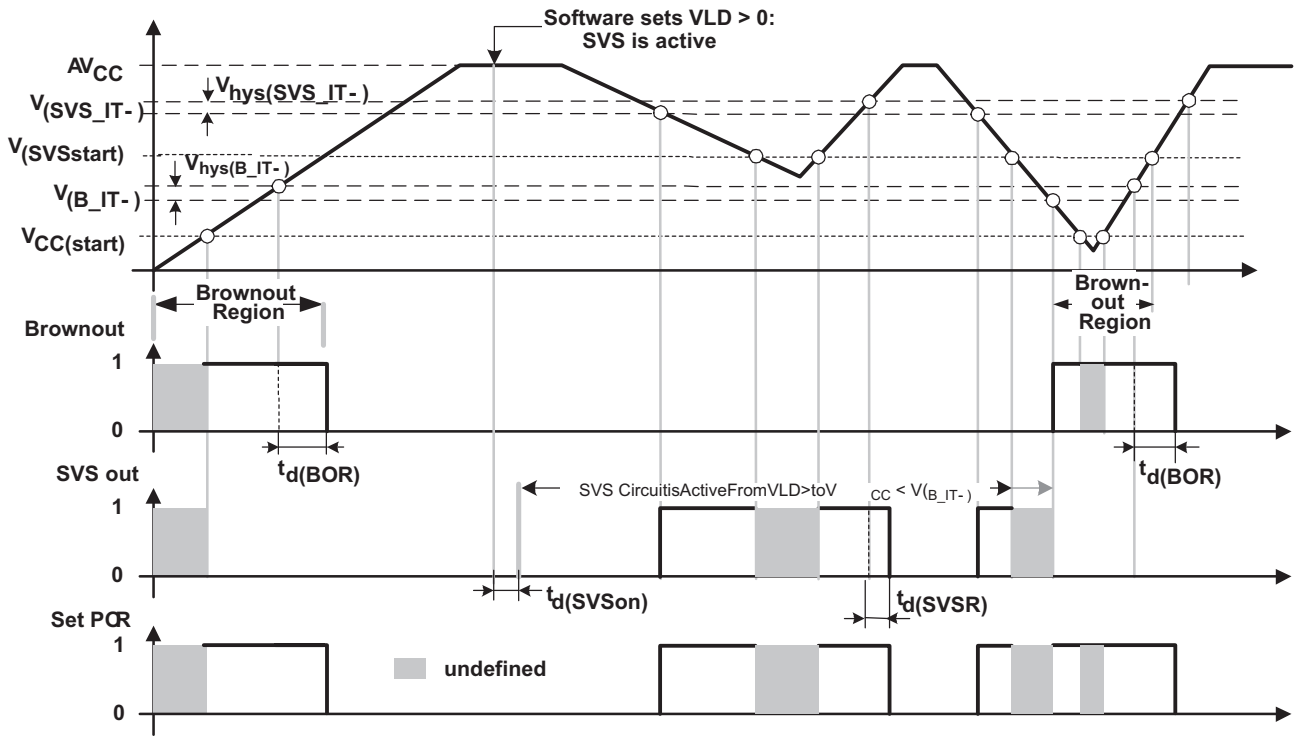 Software sets VLD > 0:
SVS is active
AVCC
Vhys(SVS_IT-)
V(SVS_IT-)
V(SVSstart)
Vhys(B_IT-)
V(B_IT-)
VCC(start)
Brownout
Region
Brown-
out
Region
Brownout
1
0
td(BOR)
td(BOR)
SVS out
SVS CircuitisActiveFromVLD>toV CC < V(B_IT-)
1
0
td(SVSon)
td(SVSR)
Set POR
1
undefined
0